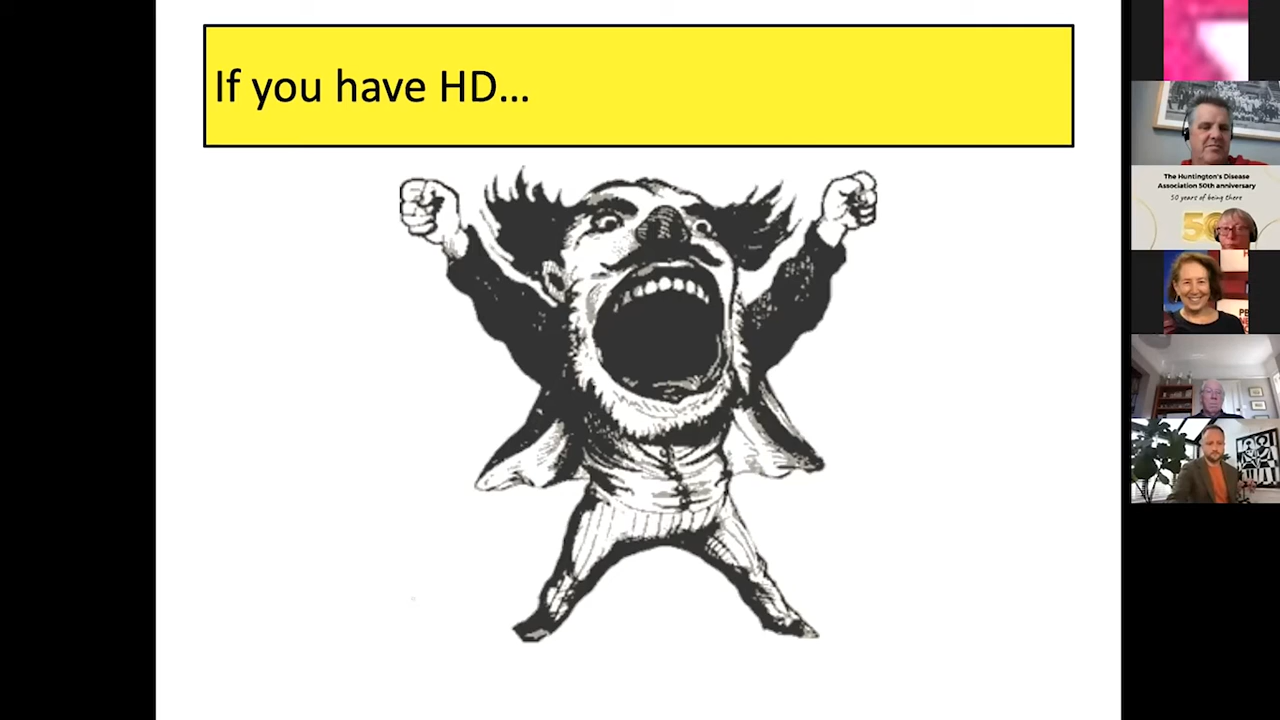 If you have HD...
The Huntington's Disease
Association 50th anniversary
50 years of being there